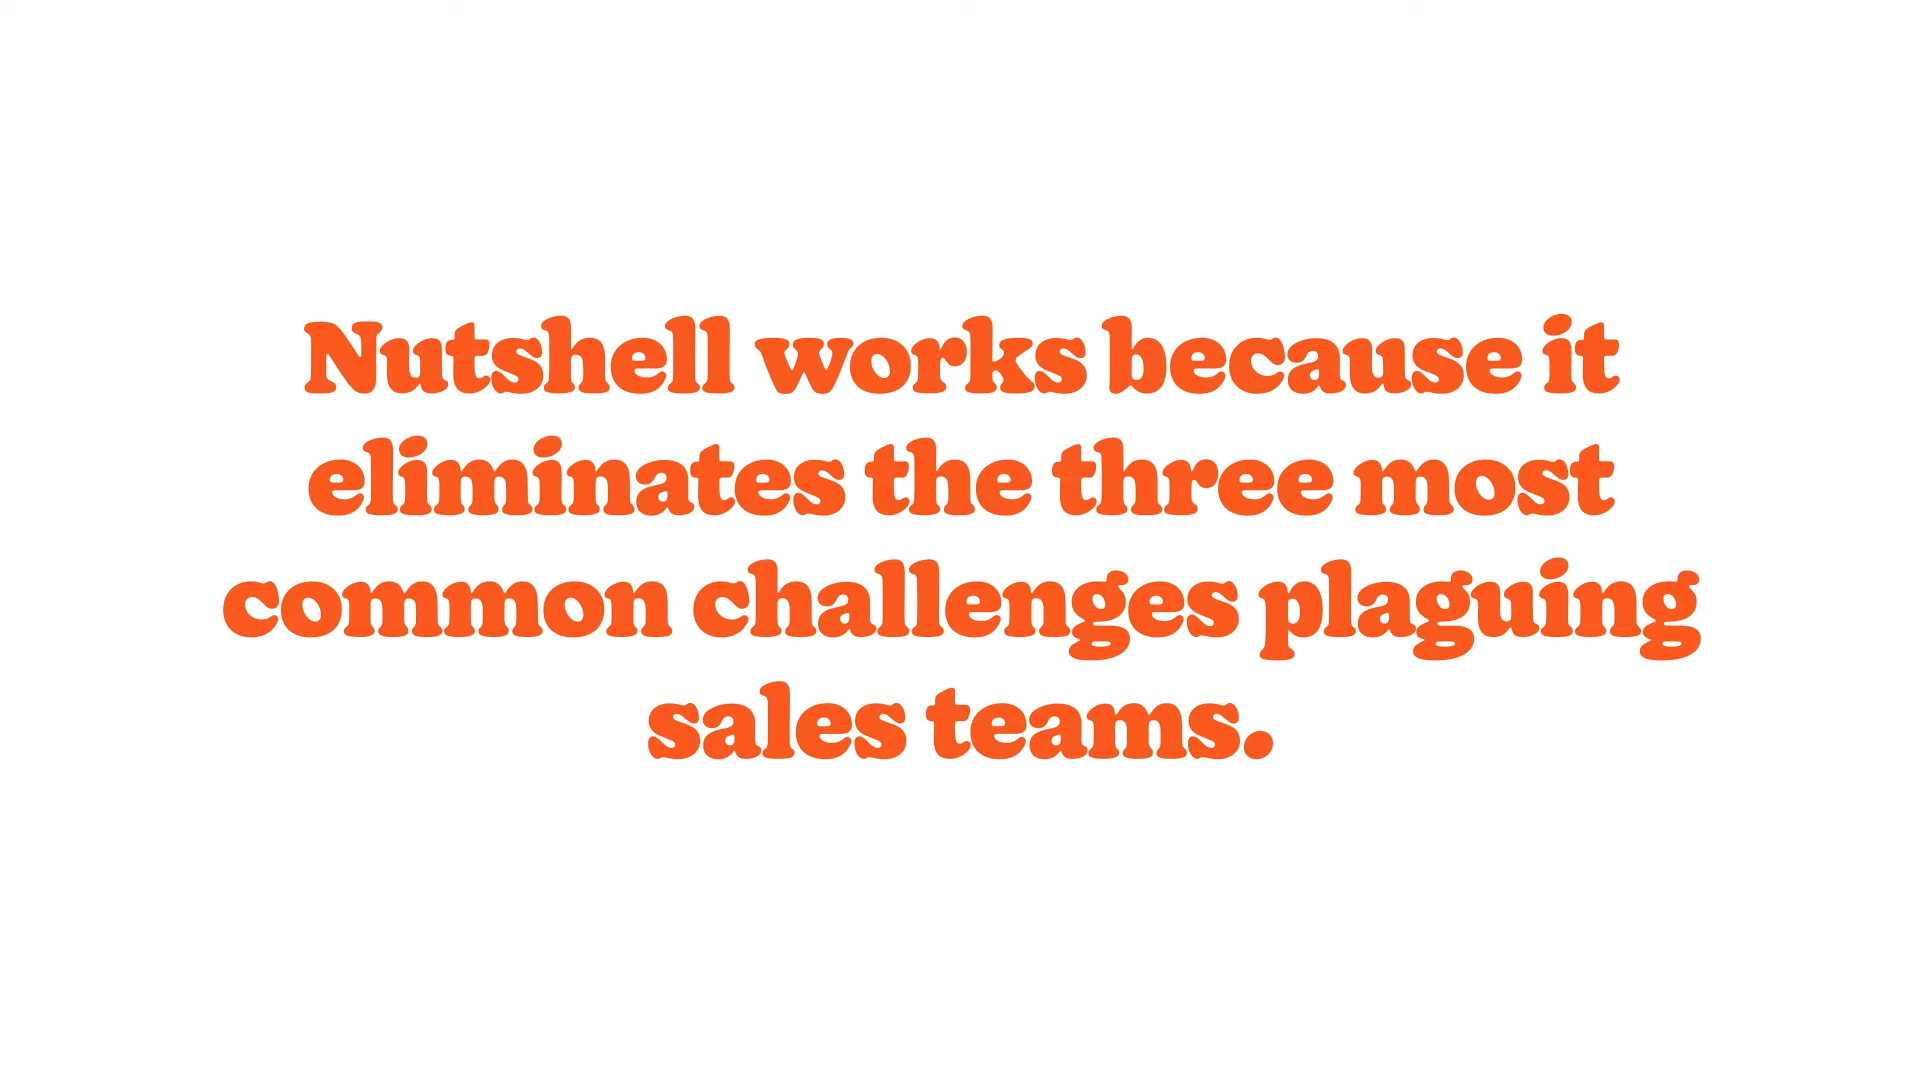 Nutshell works because it
eliminates the three most
common challenges plaguing
sales teams.